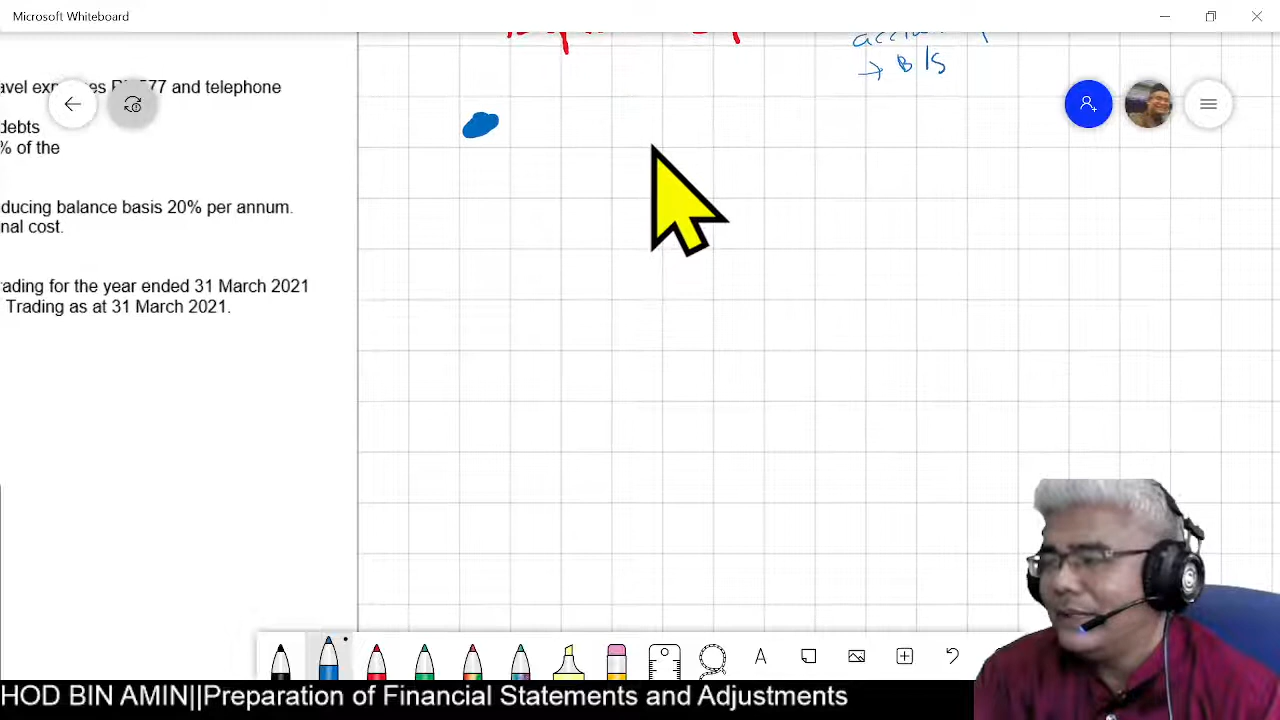 Microsoft Whiteboard
avel expenses 577 and telephone
debts
% of the
ducing balance basis 20% per annum.
nal cost.
rading for the year ended 31 March 2021
Trading as at 31 March 2021.
→ B/S
A
HOD BIN AMIN||Preparation of Financial Statements and Adjustments